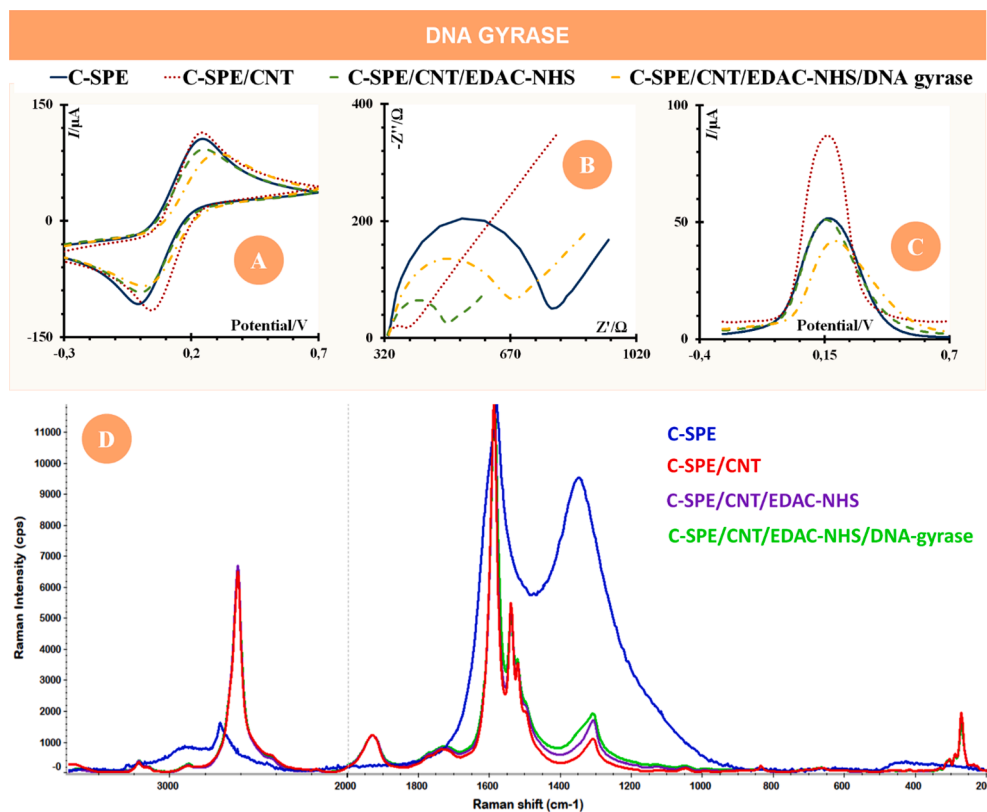 DNA GYRASE
C-SPE C-SPE/CNT C-SPE/CNT/EDAC-NHS C-SPE/CNT/EDAC-NHS/DNA gyrase
150
0
-150
I/µA
A
Potential/V
-0,3 0,2 0,7
400
200
0
-Z''/Ω
B
Z'/Ω
320 670 1020
100
50
0
I/µA
C
Potential/V
-0,4 0,15 0,7
D
C-SPE
C-SPE/CNT
C-SPE/CNT/EDAC-NHS
C-SPE/CNT/EDAC-NHS/DNA-gyrase
Raman Intensity (cps)
11000
10000
9000
8000
7000
6000
5000
4000
3000
2000
1000
-0
3000 2000 1800 1600 1400 1200 1000 800 600 400 200
Raman shift (cm-1)